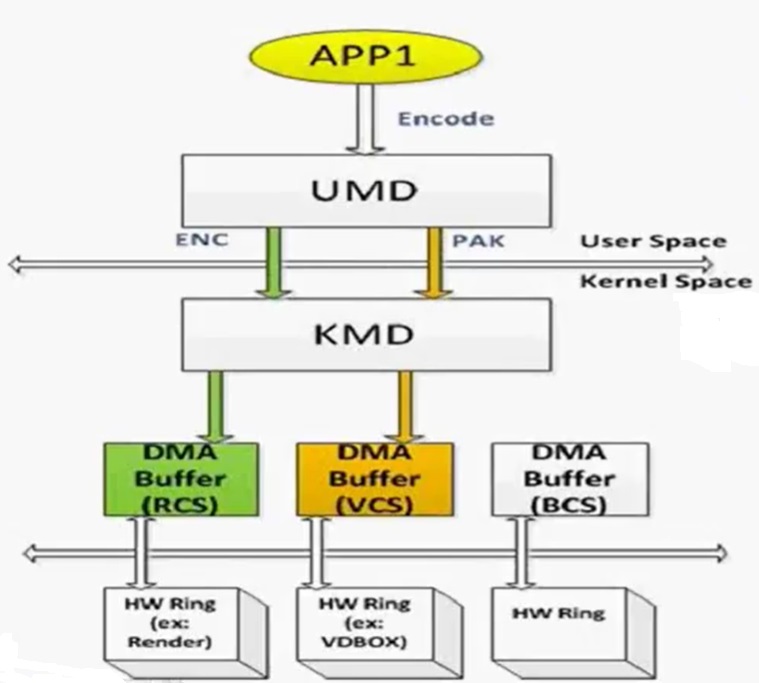 APP1
Encode
UMD
ENC
PAK
User Space
Kernel Space
KMD
DMA
Buffer
(RCS)
DMA
Buffer
(VCS)
DMA
Buffer
(BCS)
HW Ring
(ex:
Render)
HW Ring
(ex:
VDBOX)
HW Ring